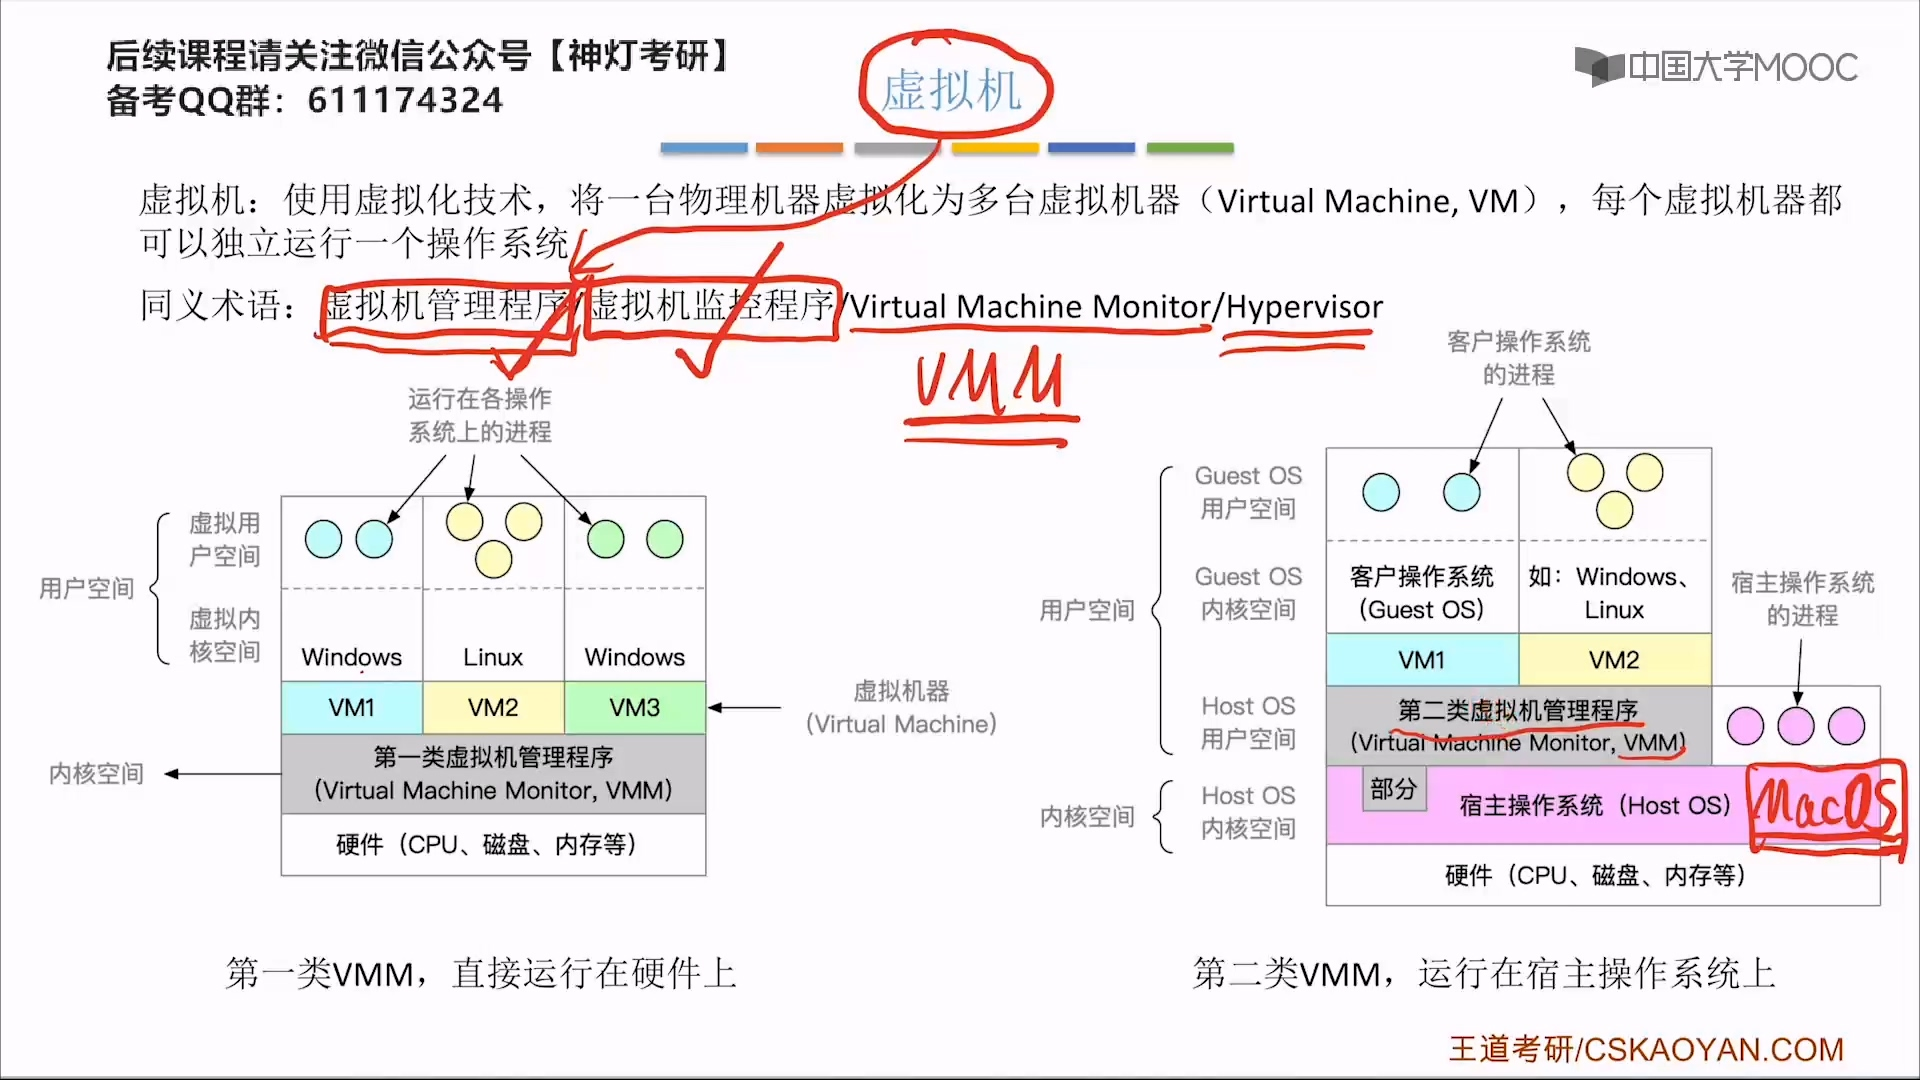 后续课程请关注微信公众号【神灯考研】
备考QQ群：611174324
虚拟机
中国大学MOOC
虚拟机：使用虚拟化技术，将一台物理机器虚拟化为多台虚拟机器（Virtual Machine, VM），每个虚拟机器都
可以独立运行一个操作系统
同义术语：虚拟机管理程序/虚拟机监控程序/Virtual Machine Monitor/Hypervisor
VMM
运行在各操作
系统上的进程
用户空间
虚拟用
户空间
虚拟内
核空间
Windows
Linux
Windows
VM1
VM2
VM3
虚拟机器
（Virtual Machine）
内核空间
第一类虚拟机管理程序
（Virtual Machine Monitor, VMM）
硬件（CPU、磁盘、内存等）
第一类VMM，直接运行在硬件上
客户操作系统
的进程
用户空间
Guest OS
用户空间
Guest OS
内核空间
客户操作系统
（Guest OS）
如：Windows、
Linux
宿主操作系统
的进程
VM1
VM2
Host OS
用户空间
第二类虚拟机管理程序
（Virtual Machine Monitor, VMM）
内核空间
Host OS
内核空间
部分
宿主操作系统（Host OS）
MacOS
硬件（CPU、磁盘、内存等）
第二类VMM，运行在宿主操作系统上
王道考研/CSKAOYAN.COM